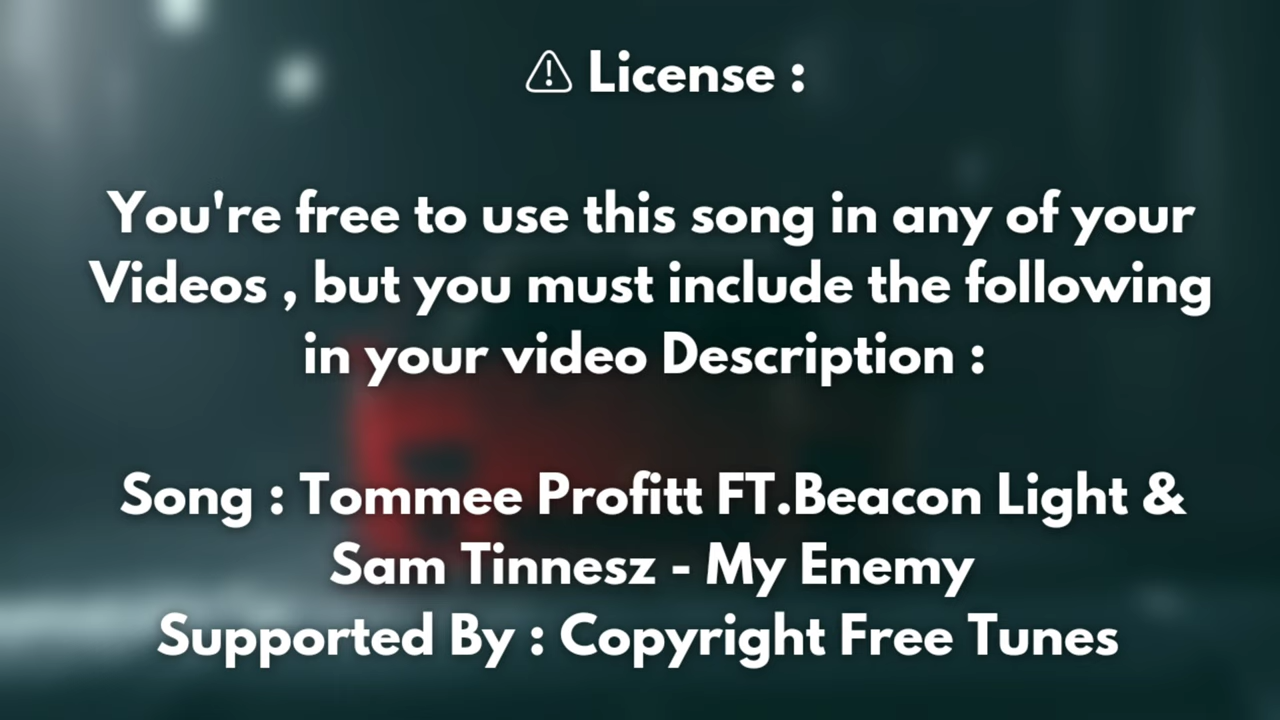 ⚠ License :
You're free to use this song in any of your
Videos , but you must include the following
in your video Description :
Song : Tommee Profitt FT.Beacon Light &
Sam Tinnesz - My Enemy
Supported By : Copyright Free Tunes